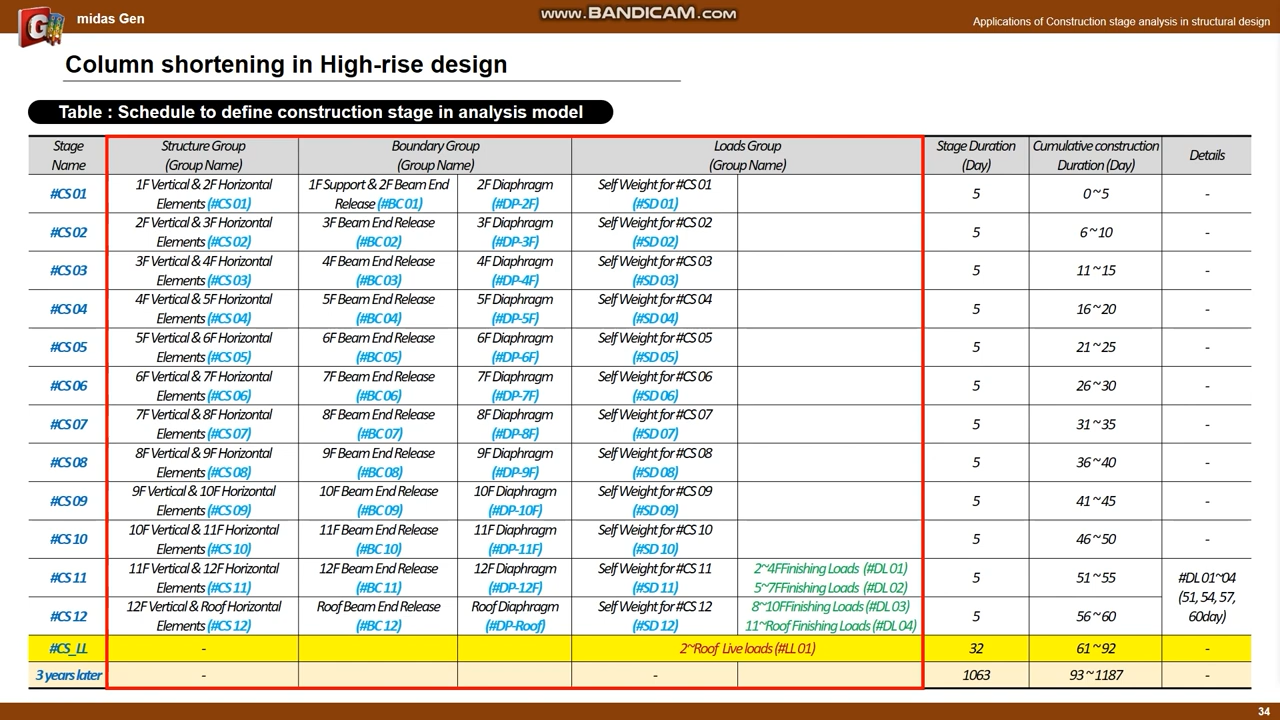 midas Gen
www.BANDICAM.com
Applications of Construction stage analysis in structural design
Column shortening in High-rise design
Table : Schedule to define construction stage in analysis model
Stage Name Structure Group (Group Name) Boundary Group (Group Name) Loads Group (Group Name) Stage Duration (Day) Cumulative construction Duration (Day) Details
#CS 01 1F Vertical & 2F Horizontal Elements (#CS 01) 1F Support & 2F Beam End Release (#BC 01) 2F Diaphragm (#DP-2F) Self Weight for #CS 01 (#SD 01) 5 0 ~ 5 -
#CS 02 2F Vertical & 3F Horizontal Elements (#CS 02) 3F Beam End Release (#BC 02) 3F Diaphragm (#DP-3F) Self Weight for #CS 02 (#SD 02) 5 6 ~ 10 -
#CS 03 3F Vertical & 4F Horizontal Elements (#CS 03) 4F Beam End Release (#BC 03) 4F Diaphragm (#DP-4F) Self Weight for #CS 03 (#SD 03) 5 11 ~ 15 -
#CS 04 4F Vertical & 5F Horizontal Elements (#CS 04) 5F Beam End Release (#BC 04) 5F Diaphragm (#DP-5F) Self Weight for #CS 04 (#SD 04) 5 16 ~ 20 -
#CS 05 5F Vertical & 6F Horizontal Elements (#CS 05) 6F Beam End Release (#BC 05) 6F Diaphragm (#DP-6F) Self Weight for #CS 05 (#SD 05) 5 21 ~ 25 -
#CS 06 6F Vertical & 7F Horizontal Elements (#CS 06) 7F Beam End Release (#BC 06) 7F Diaphragm (#DP-7F) Self Weight for #CS 06 (#SD 06) 5 26 ~ 30 -
#CS 07 7F Vertical & 8F Horizontal Elements (#CS 07) 8F Beam End Release (#BC 07) 8F Diaphragm (#DP-8F) Self Weight for #CS 07 (#SD 07) 5 31 ~ 35 -
#CS 08 8F Vertical & 9F Horizontal Elements (#CS 08) 9F Beam End Release (#BC 08) 9F Diaphragm (#DP-9F) Self Weight for #CS 08 (#SD 08) 5 36 ~ 40 -
#CS 09 9F Vertical & 10F Horizontal Elements (#CS 09) 10F Beam End Release (#BC 09) 10F Diaphragm (#DP-10F) Self Weight for #CS 09 (#SD 09) 5 41 ~ 45 -
#CS 10 10F Vertical & 11F Horizontal Elements (#CS 10) 11F Beam End Release (#BC 10) 11F Diaphragm (#DP-11F) Self Weight for #CS 10 (#SD 10) 5 46 ~ 50 -
#CS 11 11F Vertical & 12F Horizontal Elements (#CS 11) 12F Beam End Release (#BC 11) 12F Diaphragm (#DP-12F) Self Weight for #CS 11 (#SD 11) 2~4FFinishing Loads (#DL 01) 5~7FFinishing Loads (#DL 02) 5 51 ~ 55 #DL 01~04 (51, 54, 57, 60day)
#CS 12 12F Vertical & Roof Horizontal Elements (#CS 12) Roof Beam End Release (#BC 12) Roof Diaphragm (#DP-Roof) Self Weight for #CS 12 (#SD 12) 8~10FFinishing Loads (#DL 03) 11~Roof Finishing Loads (#DL 04) 5 56 ~ 60
#CS_LL - 2~Roof Live loads (#LL 01) 32 61 ~ 92 -
3 years later - - 1063 93 ~ 1187 -
34